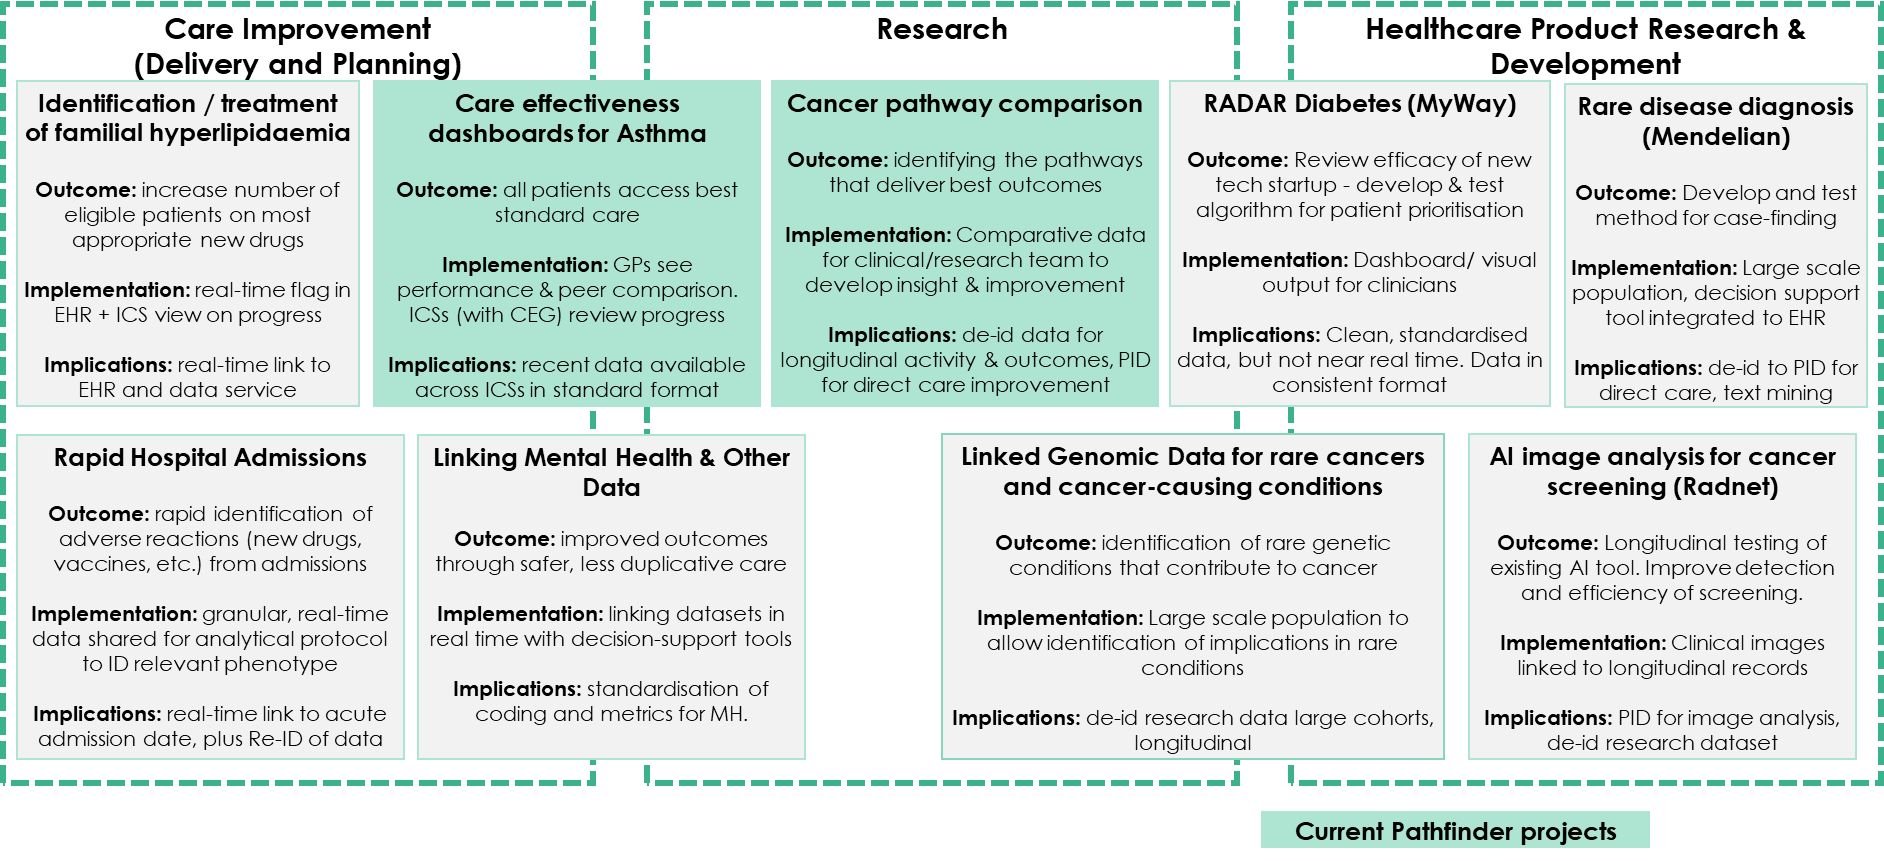 Care Improvement
(Delivery and Planning)
Research
Healthcare Product Research &
Development
Identification / treatment
of familial hyperlipidaemia
Outcome: increase number of
eligible patients on most
appropriate new drugs
Implementation: real-time flag in
EHR + ICS view on progress
Implications: real-time link to
EHR and data service
Care effectiveness
dashboards for Asthma
Outcome: all patients access best
standard care
Implementation: GPs see
performance & peer comparison.
ICSs (with CEG) review progress
Implications: recent data available
across ICSs in standard format
Cancer pathway comparison
Outcome: identifying the pathways
that deliver best outcomes
Implementation: Comparative data
for clinical/research team to
develop insight & improvement
Implications: de-id data for
longitudinal activity & outcomes, PID
for direct care improvement
RADAR Diabetes (MyWay)
Outcome: Review efficacy of new
tech startup - develop & test
algorithm for patient prioritisation
Implementation: Dashboard/ visual
output for clinicians
Implications: Clean, standardised
data, but not near real time. Data in
consistent format
Rare disease diagnosis
(Mendelian)
Outcome: Develop and test
method for case-finding
Implementation: Large scale
population, decision support
tool integrated to EHR
Implications: de-id to PID for
direct care, text mining
Rapid Hospital Admissions
Outcome: rapid identification of
adverse reactions (new drugs,
vaccines, etc.) from admissions
Implementation: granular, real-time
data shared for analytical protocol
to ID relevant phenotype
Implications: real-time link to acute
admission date, plus Re-ID of data
Linking Mental Health & Other
Data
Outcome: improved outcomes
through safer, less duplicative care
Implementation: linking datasets in
real time with decision-support tools
Implications: standardisation of
coding and metrics for MH.
Linked Genomic Data for rare cancers
and cancer-causing conditions
Outcome: identification of rare genetic
conditions that contribute to cancer
Implementation: Large scale population to
allow identification of implications in rare
conditions
Implications: de-id research data large cohorts,
longitudinal
AI image analysis for cancer
screening (Radnet)
Outcome: Longitudinal testing of
existing AI tool. Improve detection
and efficiency of screening.
Implementation: Clinical images
linked to longitudinal records
Implications: PID for image analysis,
de-id research dataset
Current Pathfinder projects